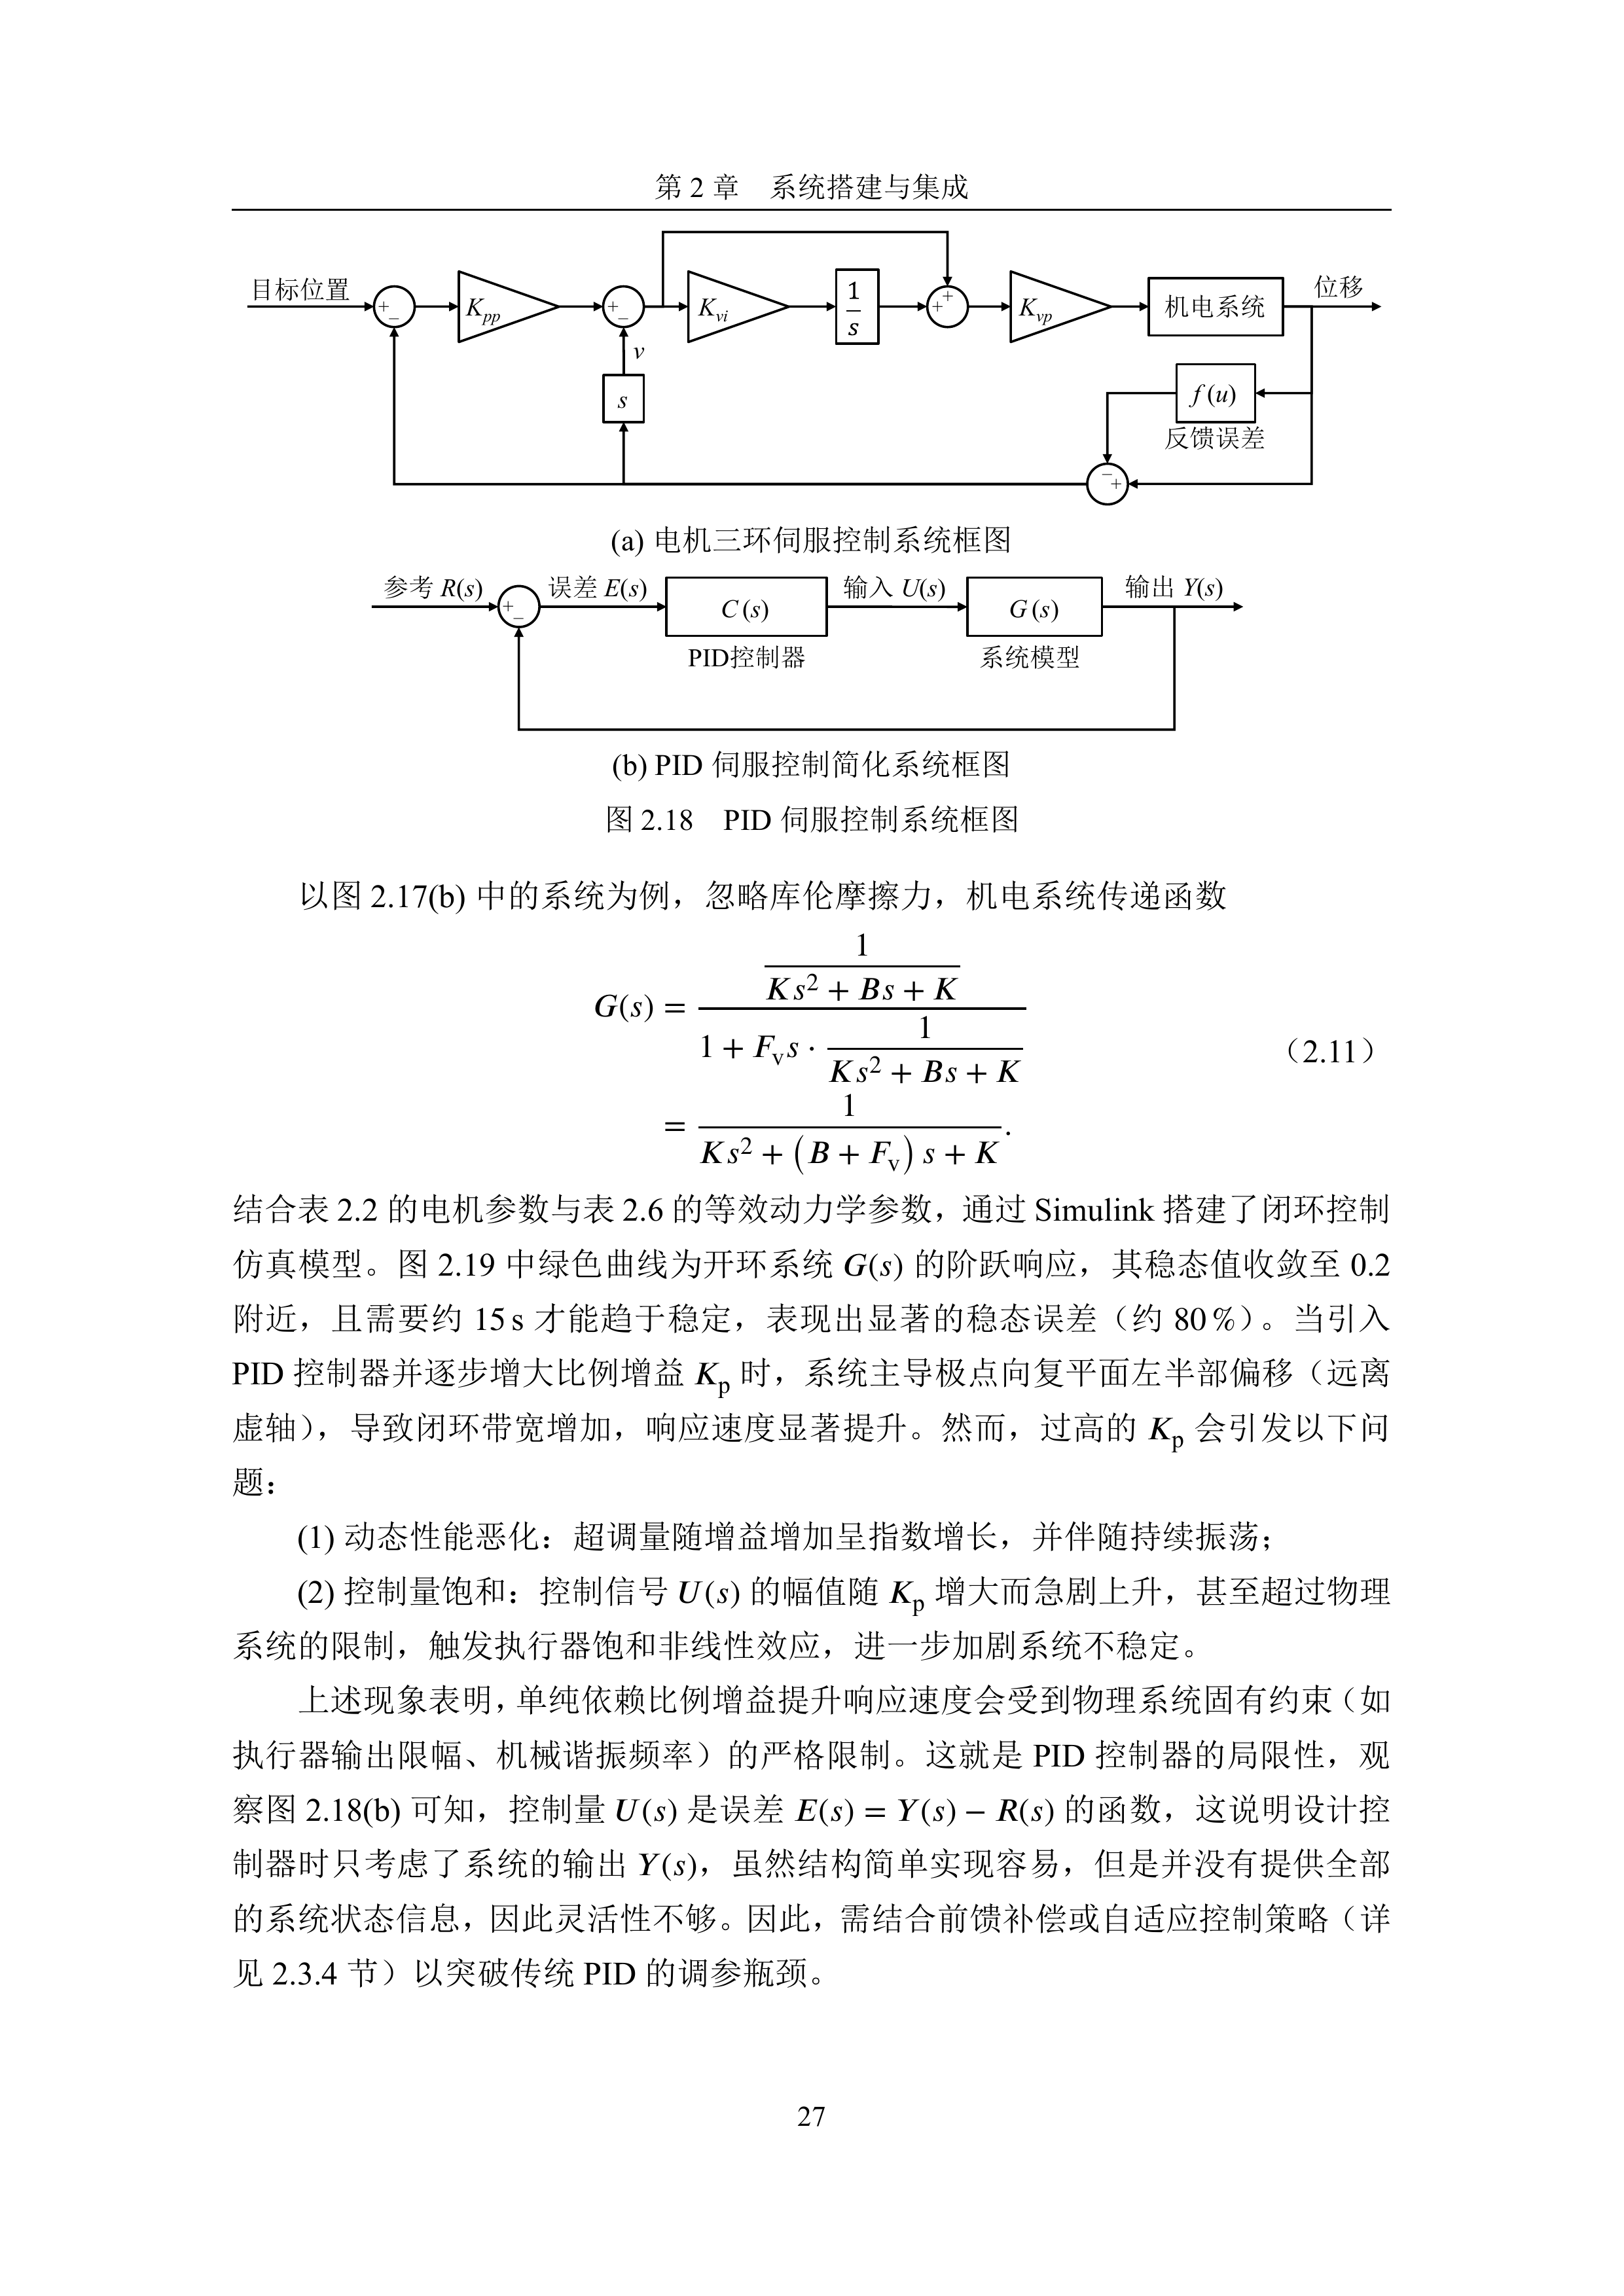 第 2 章　系统搭建与集成
目标位置
+
−
K_pp
+
−
K_vi
1/s
+
+
K_vp
机电系统
位移
v
s
f (u)
反馈误差
−
+
(a) 电机三环伺服控制系统框图
参考 R(s)
+
−
误差 E(s)
C (s)
输入 U(s)
G (s)
输出 Y(s)
PID控制器
系统模型
(b) PID 伺服控制简化系统框图
图 2.18　PID 伺服控制系统框图
以图 2.17(b) 中的系统为例，忽略库伦摩擦力，机电系统传递函数
G(s) = \frac{\frac{1}{Ks^2 + Bs + K}}{1 + F_v s · \frac{1}{Ks^2 + Bs + K}}
（2.11）
= \frac{1}{Ks^2 + (B + F_v) s + K}.
结合表 2.2 的电机参数与表 2.6 的等效动力学参数，通过 Simulink 搭建了闭环控制
仿真模型。图 2.19 中绿色曲线为开环系统 G(s) 的阶跃响应，其稳态值收敛至 0.2
附近，且需要约 15 s 才能趋于稳定，表现出显著的稳态误差（约 80 %）。当引入
PID 控制器并逐步增大比例增益 K_p 时，系统主导极点向复平面左半部偏移（远离
虚轴），导致闭环带宽增加，响应速度显著提升。然而，过高的 K_p 会引发以下问
题：
(1) 动态性能恶化：超调量随增益增加呈指数增长，并伴随持续振荡；
(2) 控制量饱和：控制信号 U(s) 的幅值随 K_p 增大而急剧上升，甚至超过物理
系统的限制，触发执行器饱和非线性效应，进一步加剧系统不稳定。
上述现象表明，单纯依赖比例增益提升响应速度会受到物理系统固有约束（如
执行器输出限幅、机械谐振频率）的严格限制。这就是 PID 控制器的局限性，观
察图 2.18(b) 可知，控制量 U(s) 是误差 E(s) = Y(s) − R(s) 的函数，这说明设计控
制器时只考虑了系统的输出 Y(s)，虽然结构简单实现容易，但是并没有提供全部
的系统状态信息，因此灵活性不够。因此，需结合前馈补偿或自适应控制策略（详
见 2.3.4 节）以突破传统 PID 的调参瓶颈。
27